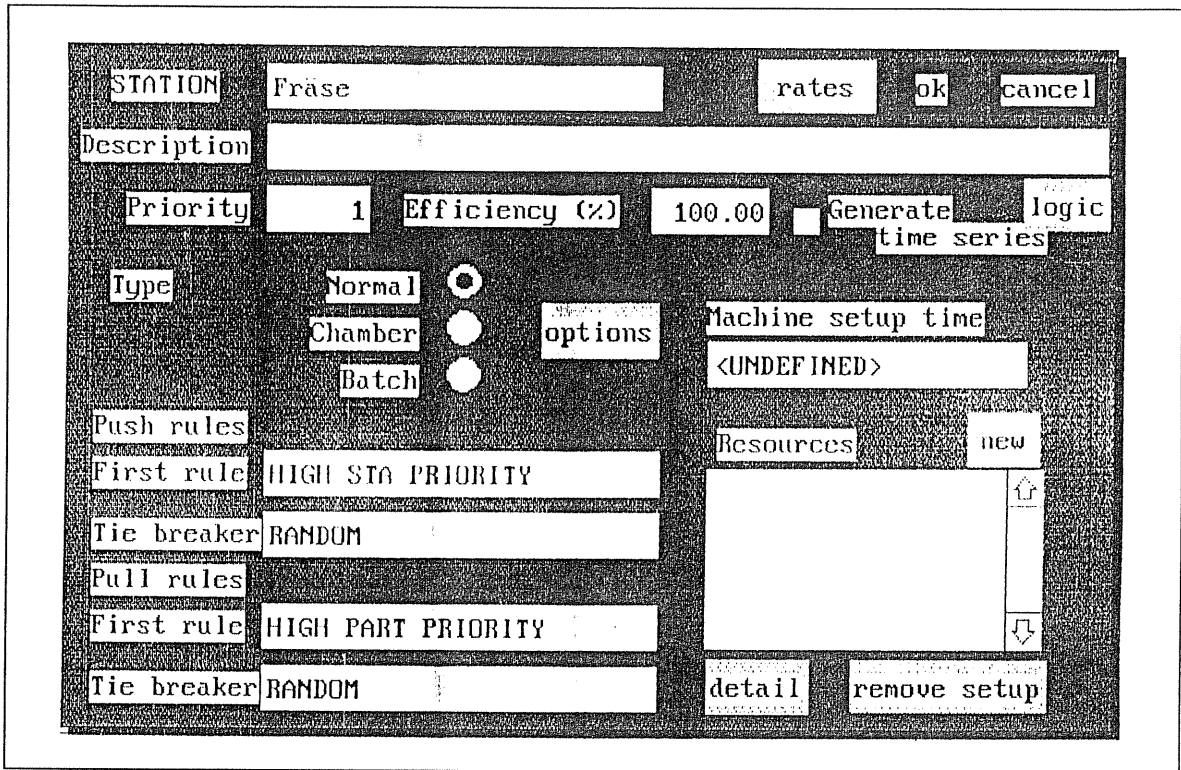 STATION Fräse rates ok cancel
Description
Priority 1 Efficiency (%) 100.00 Generate time series logic
Type Normal
Chamber options Machine setup time
Batch <UNDEFINED>
Push rules Resources new
First rule HIGH STA PRIORITY
Tie breaker RANDOM
Pull rules
First rule HIGH PART PRIORITY
Tie breaker RANDOM detail remove setup